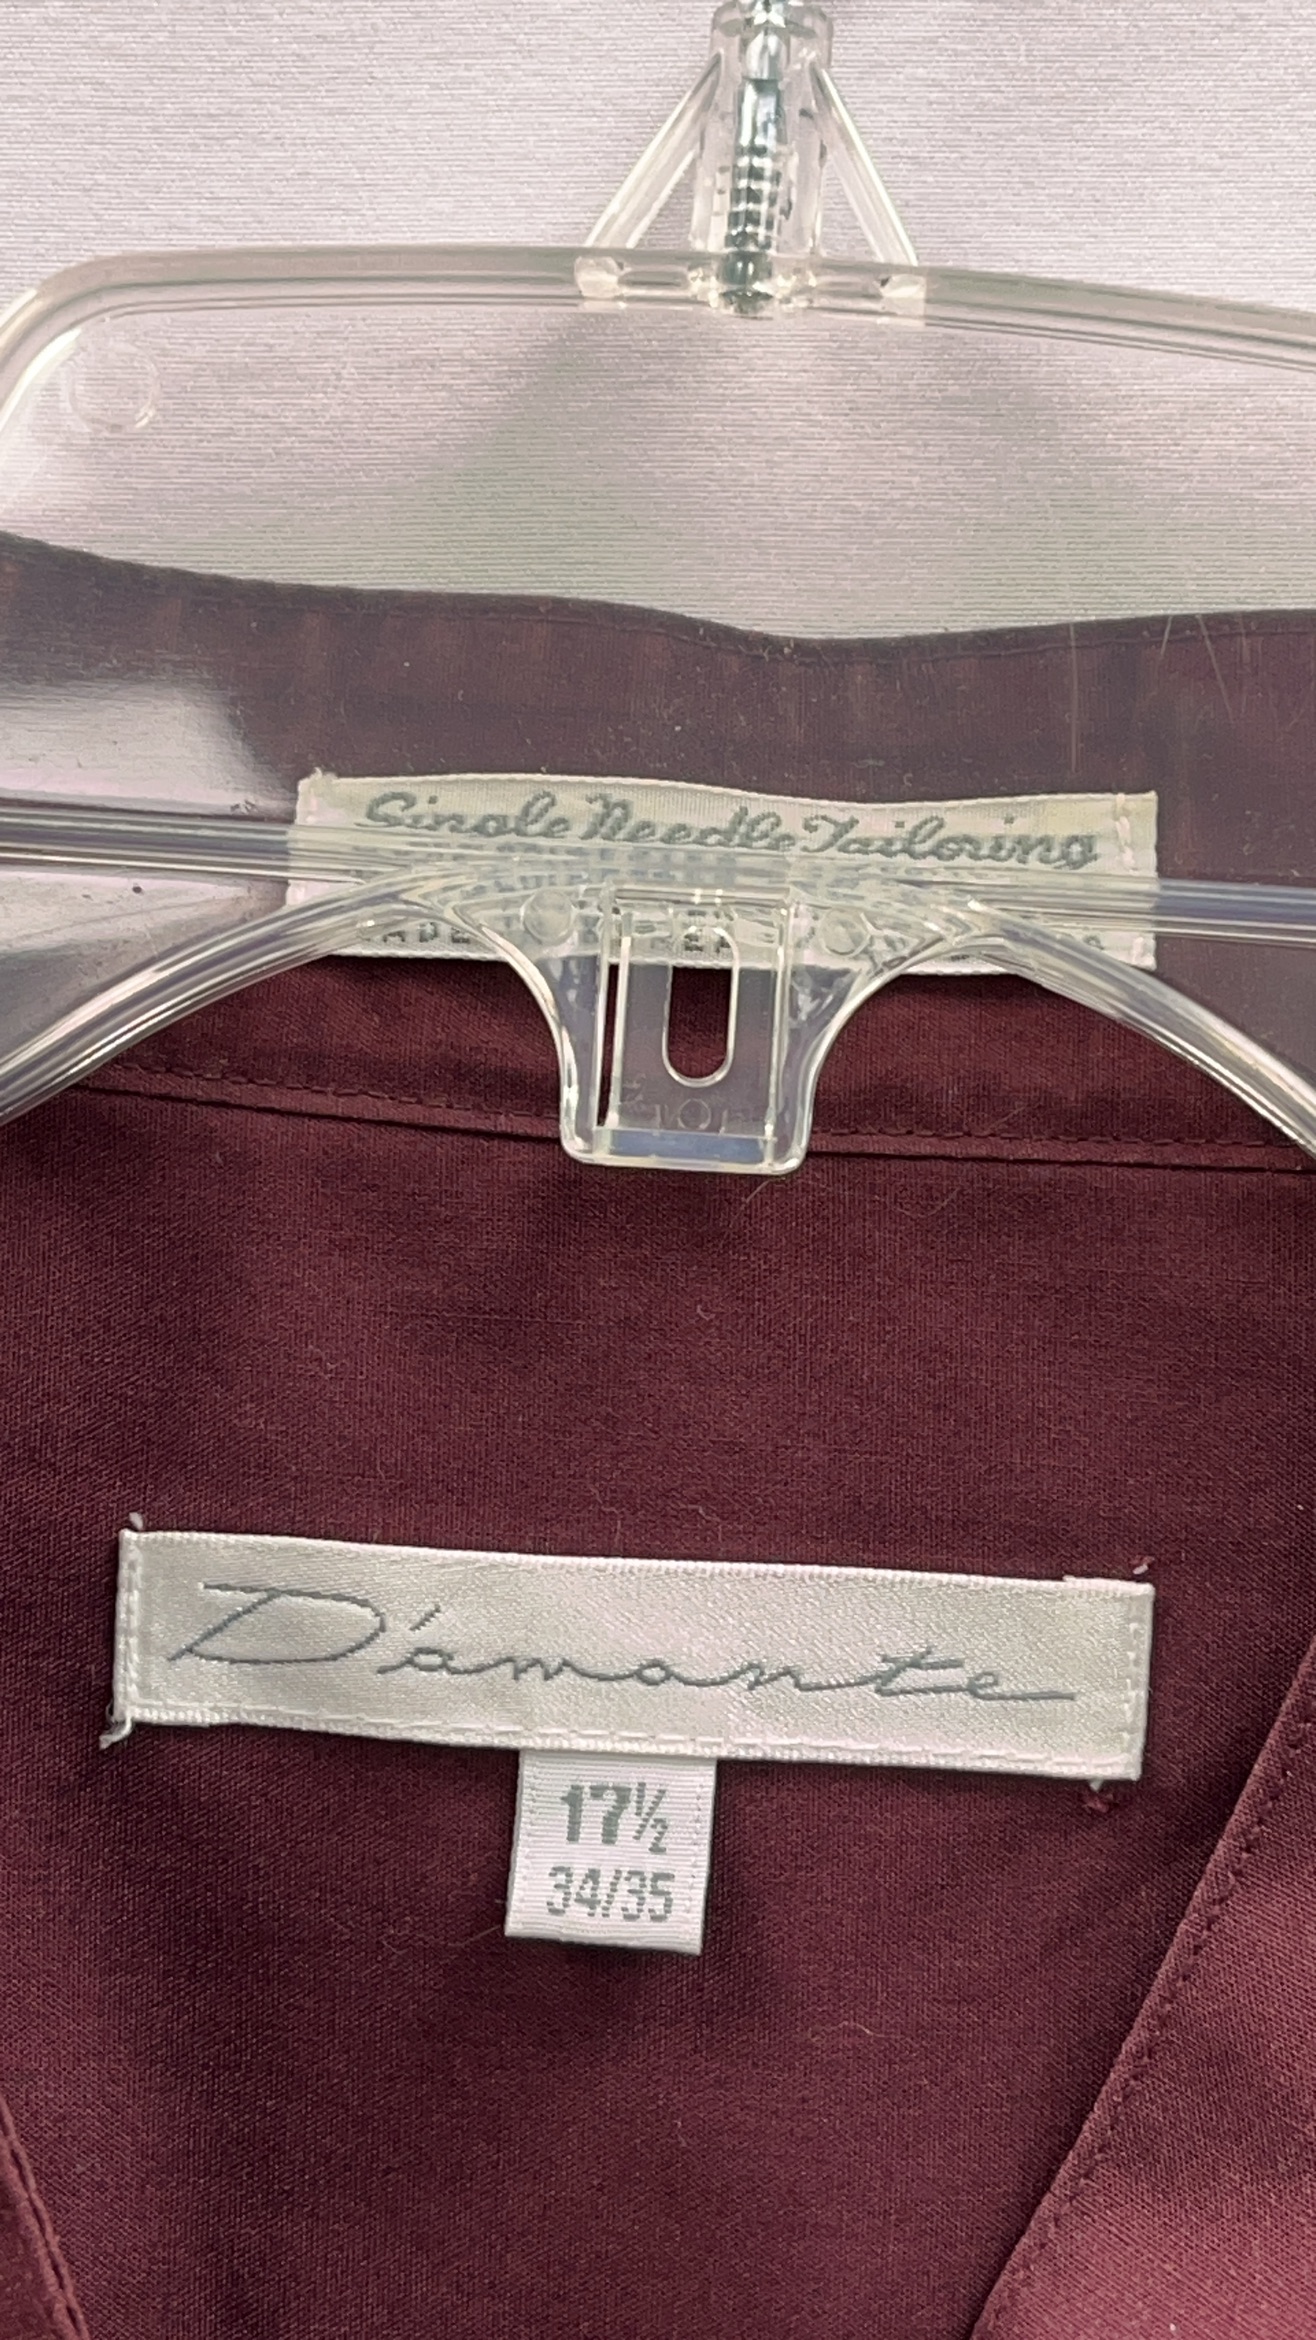 Single Needle Tailoring
D'amante
17½
34/35